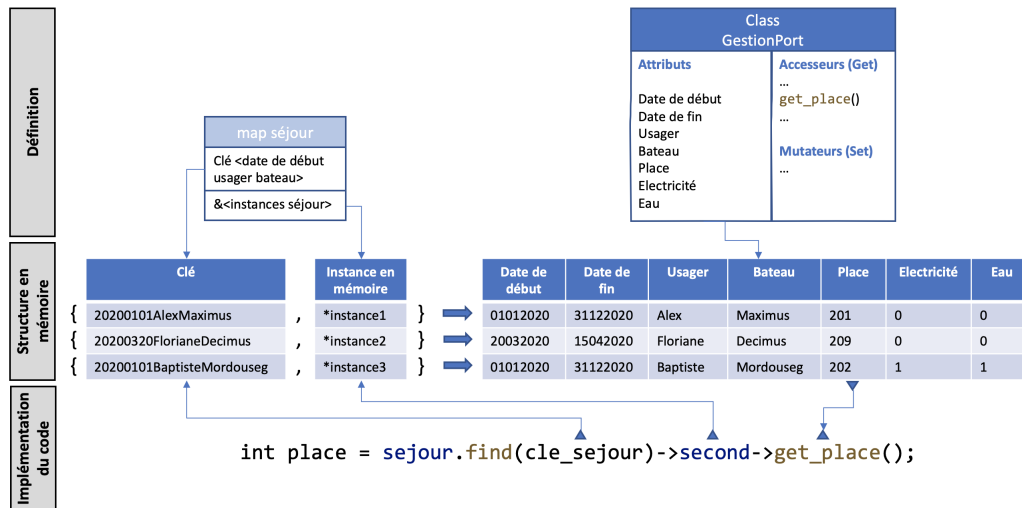 Définition
Class
GestionPort
Attributs
Date de début
Date de fin
Usager
Bateau
Place
Electricité
Eau
Accesseurs (Get)
...
get_place()
...
Mutateurs (Set)
...
map séjour
Clé <date de début
usager bateau>
&<instances séjour>
Structure en
mémoire
Clé
Instance en
mémoire
Date de
début
Date de
fin
Usager
Bateau
Place
Electricité
Eau
{ 20200101AlexMaximus , *instance1 } 01012020 31122020 Alex Maximus 201 0 0
{ 20200320FlorianeDecimus , *instance2 } 20032020 15042020 Floriane Decimus 209 0 0
{ 20200101BaptisteMordouseg , *instance3 } 01012020 31122020 Baptiste Mordouseg 202 1 1
Implémentation
du code
int place = sejour.find(cle_sejour)->second->get_place();